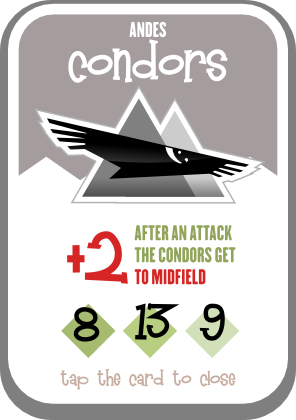 ANDES
condors
+2
AFTER AN ATTACK
THE CONDORS GET
TO MIDFIELD
8 13 9
tap the card to close